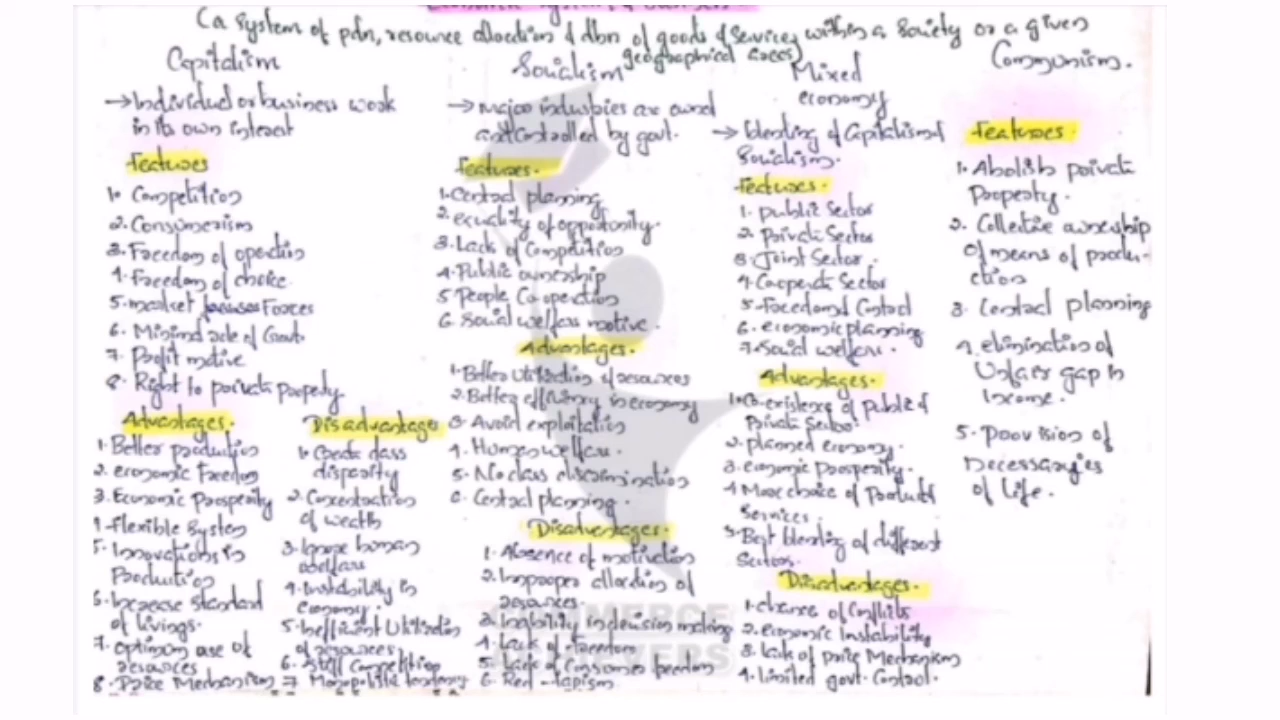 (a system of pdn, resource allocation & dbn of goods & services within a society or a given
geographical areas)
Capitalism
→ Individual or business work
in its own interest
Features
1. Competition
2. Consumerism
3. Freedom of operation
4. Freedom of choice
5. market Forces
6. Minimal role of Govt.
7. Profit motive
8. Right to private property
Advantages.
1. Better production
2. economic Freedom
3. Economic Prosperity
4. Flexible System
5. Innovations in
Production
6. Increase Standard
of livings.
7. optimum use of
resources
8. Price Mechanism
Disadvantages
1. Create class
disparity
2. Concentration
of wealth
3. Ignore human
welfare
4. Instability in
economy.
5. Inefficient Utilization
of resources
6. Stiff Competition
7. Monopolistic tendency
Socialism
→ major industries are owned
and controlled by govt.
Features.
1. Central planning
2. equality of opportunity.
3. Lack of Competition
4. Public ownership
5. People Co operation
6. Social welfare motive.
Advantages.
1. Better Utilization of resources
2. Better efficiency in economy
3. Avoid exploitation
4. Human welfare.
5. No class discrimination
6. Central planning.
Disadvantages.
1. Absence of motivation
2. Improper allocation of
resources
3. Inability in decision making
4. Lack of freedom
5. Lack of Consumer freedom
6. Red-tapism
Mixed
economy
→ blending of Capitalism &
Socialism.
Features.
1. public Sector
2. private Sector
3. Joint Sector.
4. Cooperate Sector
5. Freedom & Control
6. economic planning
7. Social welfare.
Advantages.
1. Co-existence of public &
Private Sector
2. planned economy.
3. economic prosperity.
4. More choice of Products
Services.
5. Best blending of different
Sectors.
Disadvantages.
1. chance of Conflicts
2. economic Instability
3. lack of price Mechanism
4. limited govt. Control.
Communism.
Features.
1. Abolish private
Property.
2. Collective ownership
of means of produ-
ction
3. Central planning
4. elimination of
Unfair gap in
Income.
5. Provision of
necessaries
of life.
COMMERCE
ACHIEVERS